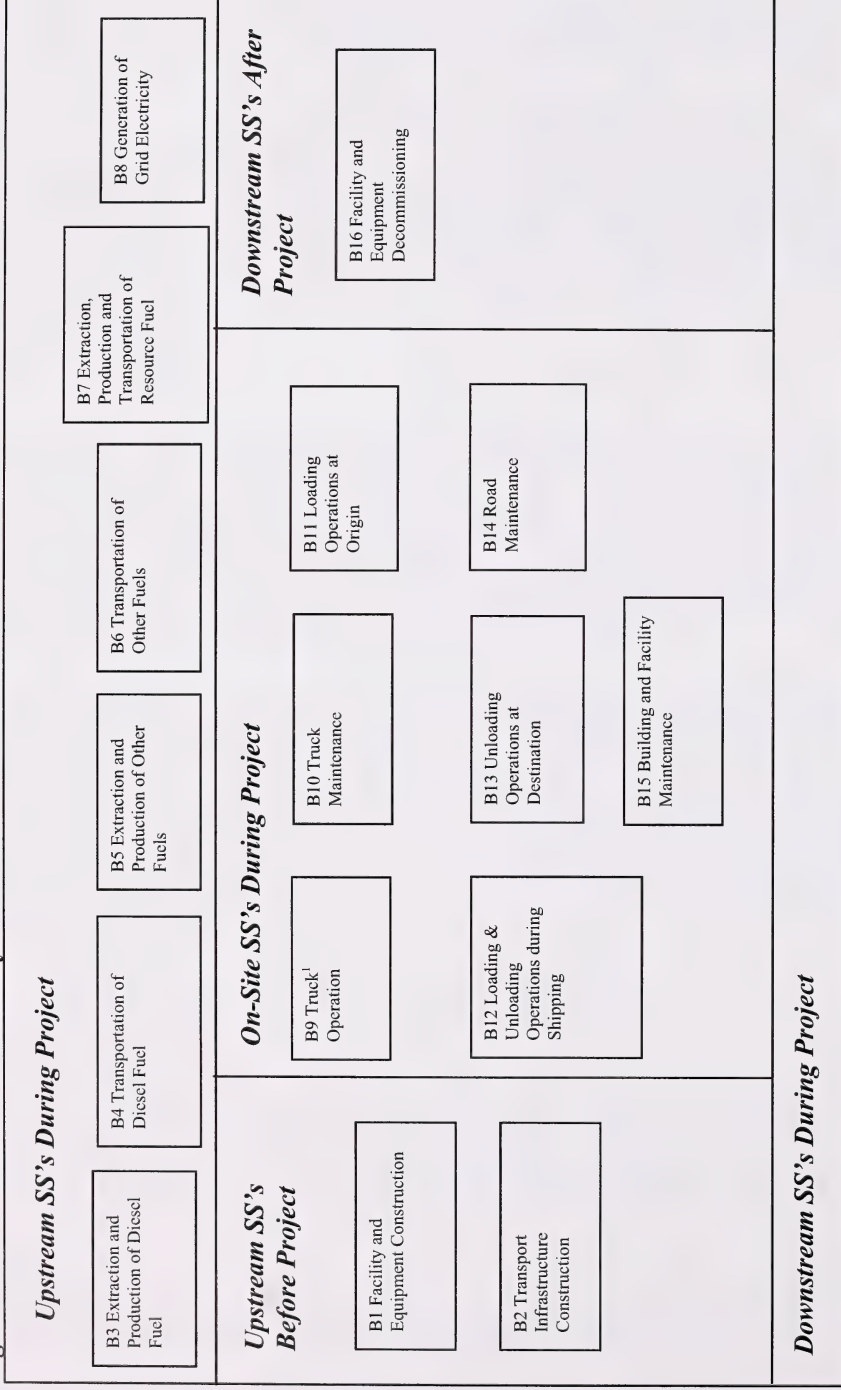 Upstream SS's During Project
B3 Extraction and
Production of Diesel
Fuel
B4 Transportation of
Diesel Fuel
B5 Extraction and
Production of Other
Fuels
B6 Transportation of
Other Fuels
B7 Extraction,
Production and
Transportation of
Resource Fuel
B8 Generation of
Grid Electricity
Upstream SS's
Before Project
B1 Facility and
Equipment Construction
B2 Transport
Infrastructure
Construction
On-Site SS's During Project
B9 Truck¹
Operation
B10 Truck
Maintenance
B11 Loading
Operations at
Origin
B12 Loading &
Unloading
Operations during
Shipping
B13 Unloading
Operations at
Destination
B14 Road
Maintenance
B15 Building and Facility
Maintenance
Downstream SS's After
Project
B16 Facility and
Equipment
Decommissioning
Downstream SS's During Project